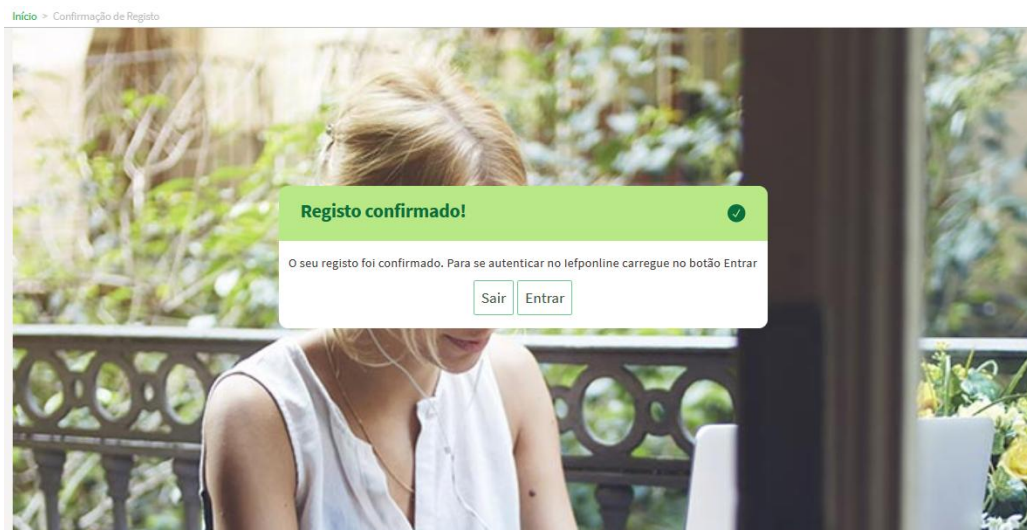 Início > Confirmação de Registo
Registo confirmado!
O seu registo foi confirmado. Para se autenticar no Iefponline carregue no botão Entrar
Sair Entrar